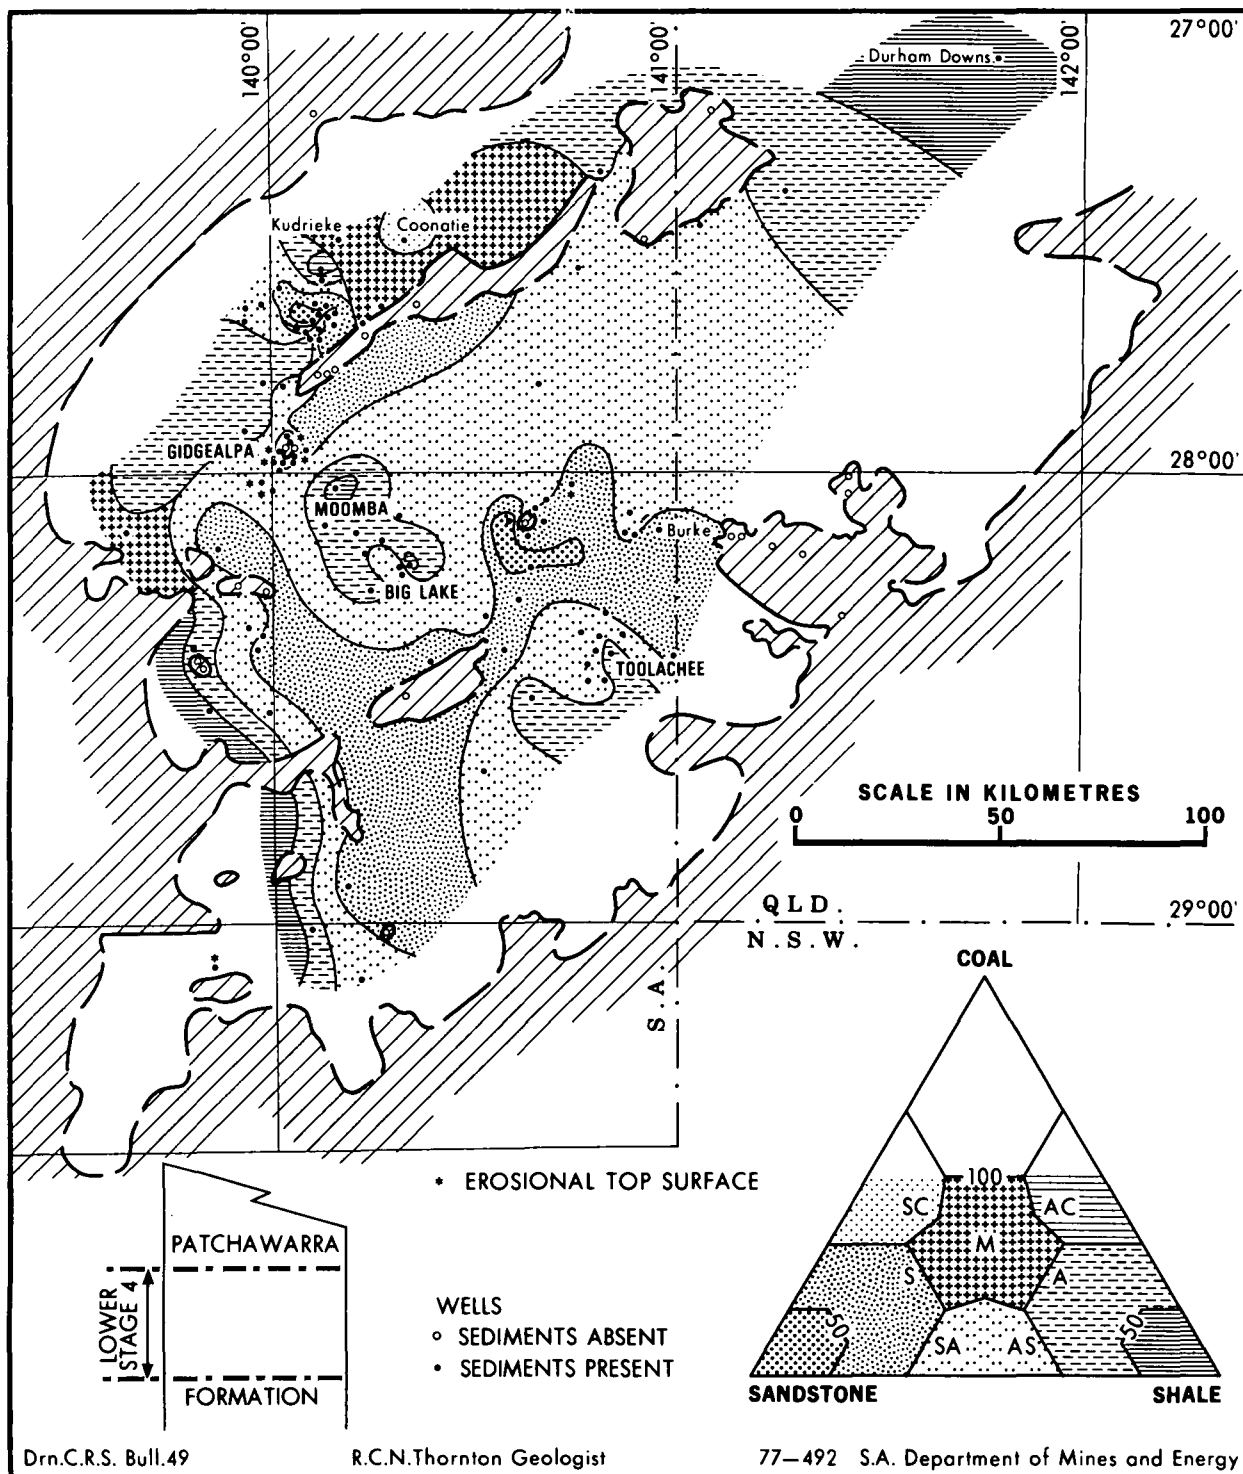 140°00'
141°00'
142°00'
27°00'
Durham Downs
Kudrieke
Coonatie
GIDGEALPA
28°00'
MOOMBA
Burke
BIG LAKE
TOOLACHEE
SCALE IN KILOMETRES
0 50 100
QLD.
29°00'
N.S.W.
S.A.
COAL
* EROSIONAL TOP SURFACE
100
SC AC
M
PATCHAWARRA
S A
LOWER
STAGE 4
WELLS
SEDIMENTS ABSENT
50 50
SA AS
SEDIMENTS PRESENT
FORMATION
SANDSTONE SHALE
Drn.C.R.S. Bull.49 R.C.N.Thornton Geologist 77—492 S.A. Department of Mines and Energy